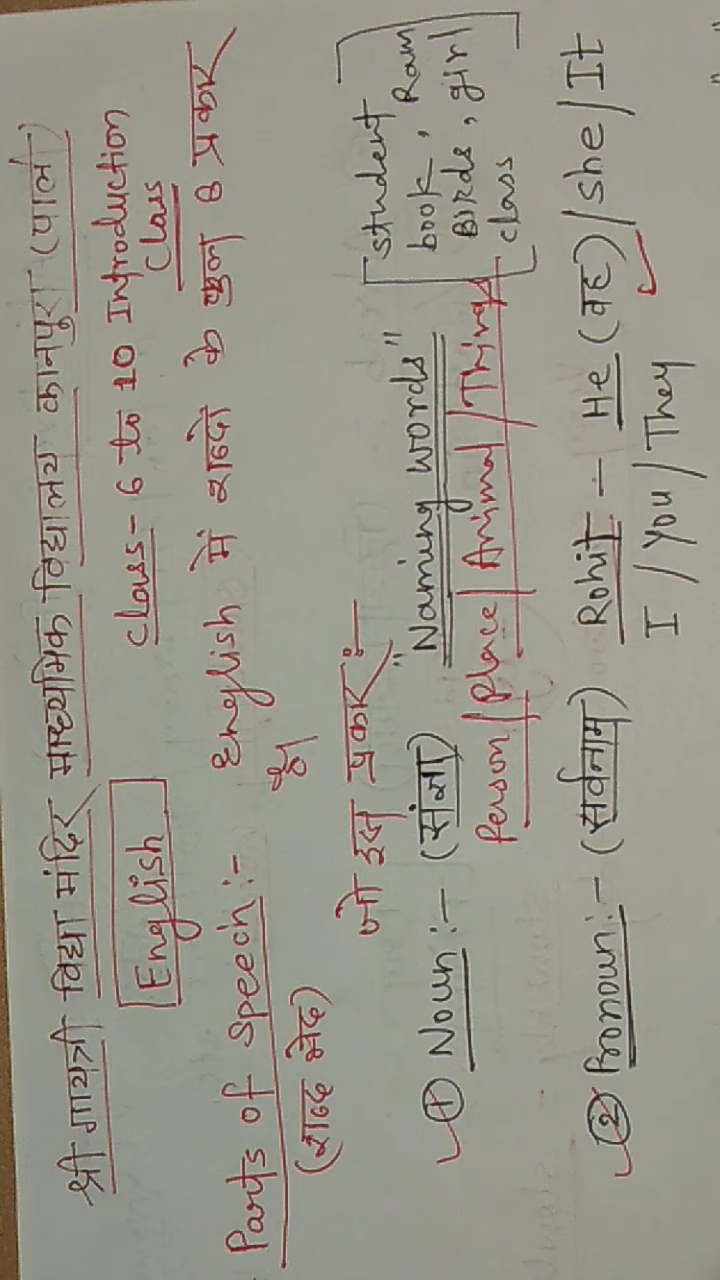 श्री गायत्री विद्या मंदिर माध्यमिक विद्यालय कानपुरा (पाली)
English
class - 6 to 10 Introduction
class
Parts of Speech :- English में शब्दो के कुल 8 प्रकार
(शब्द भेद) है।
जो इस प्रकार :-
① Noun :- (संज्ञा) "Naming words" [student
book, Ram
Birds, girl
class]
Person / Place / Animal / Things
② Pronoun :- (सर्वनाम) Rohit - He (वह) / She / It
I / You / They